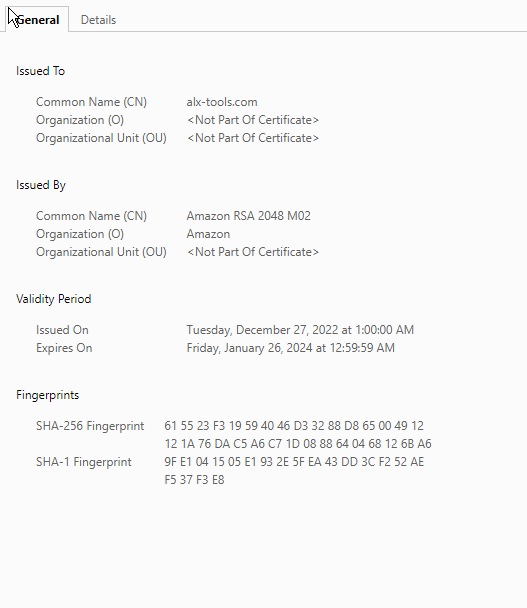 General Details
Issued To
Common Name (CN) alx-tools.com
Organization (O) <Not Part Of Certificate>
Organizational Unit (OU) <Not Part Of Certificate>
Issued By
Common Name (CN) Amazon RSA 2048 M02
Organization (O) Amazon
Organizational Unit (OU) <Not Part Of Certificate>
Validity Period
Issued On Tuesday, December 27, 2022 at 1:00:00 AM
Expires On Friday, January 26, 2024 at 12:59:59 AM
Fingerprints
SHA-256 Fingerprint 61 55 23 F3 19 59 40 46 D3 32 88 D8 65 00 49 12
12 1A 76 DA C5 A6 C7 1D 08 88 64 04 68 12 6B A6
SHA-1 Fingerprint 9F E1 04 15 05 E1 93 2E 5F EA 43 DD 3C F2 52 AE
F5 37 F3 E8